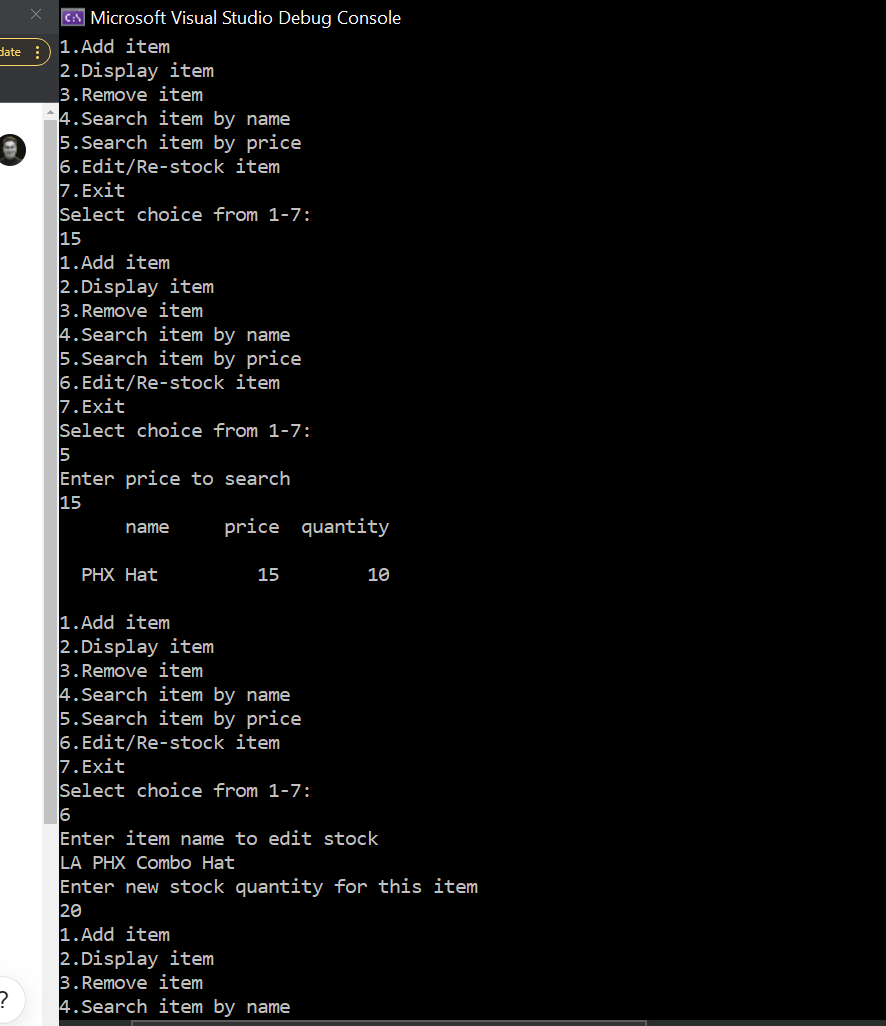 Microsoft Visual Studio Debug Console
date
1.Add item
2.Display item
3.Remove item
4.Search item by name
5.Search item by price
6.Edit/Re-stock item
7.Exit
Select choice from 1-7:
15
1.Add item
2.Display item
3.Remove item
4.Search item by name
5.Search item by price
6.Edit/Re-stock item
7.Exit
Select choice from 1-7:
5
Enter price to search
15
name price quantity
PHX Hat 15 10
1.Add item
2.Display item
3.Remove item
4.Search item by name
5.Search item by price
6.Edit/Re-stock item
7.Exit
Select choice from 1-7:
6
Enter item name to edit stock
LA PHX Combo Hat
Enter new stock quantity for this item
20
1.Add item
2.Display item
3.Remove item
?
4.Search item by name